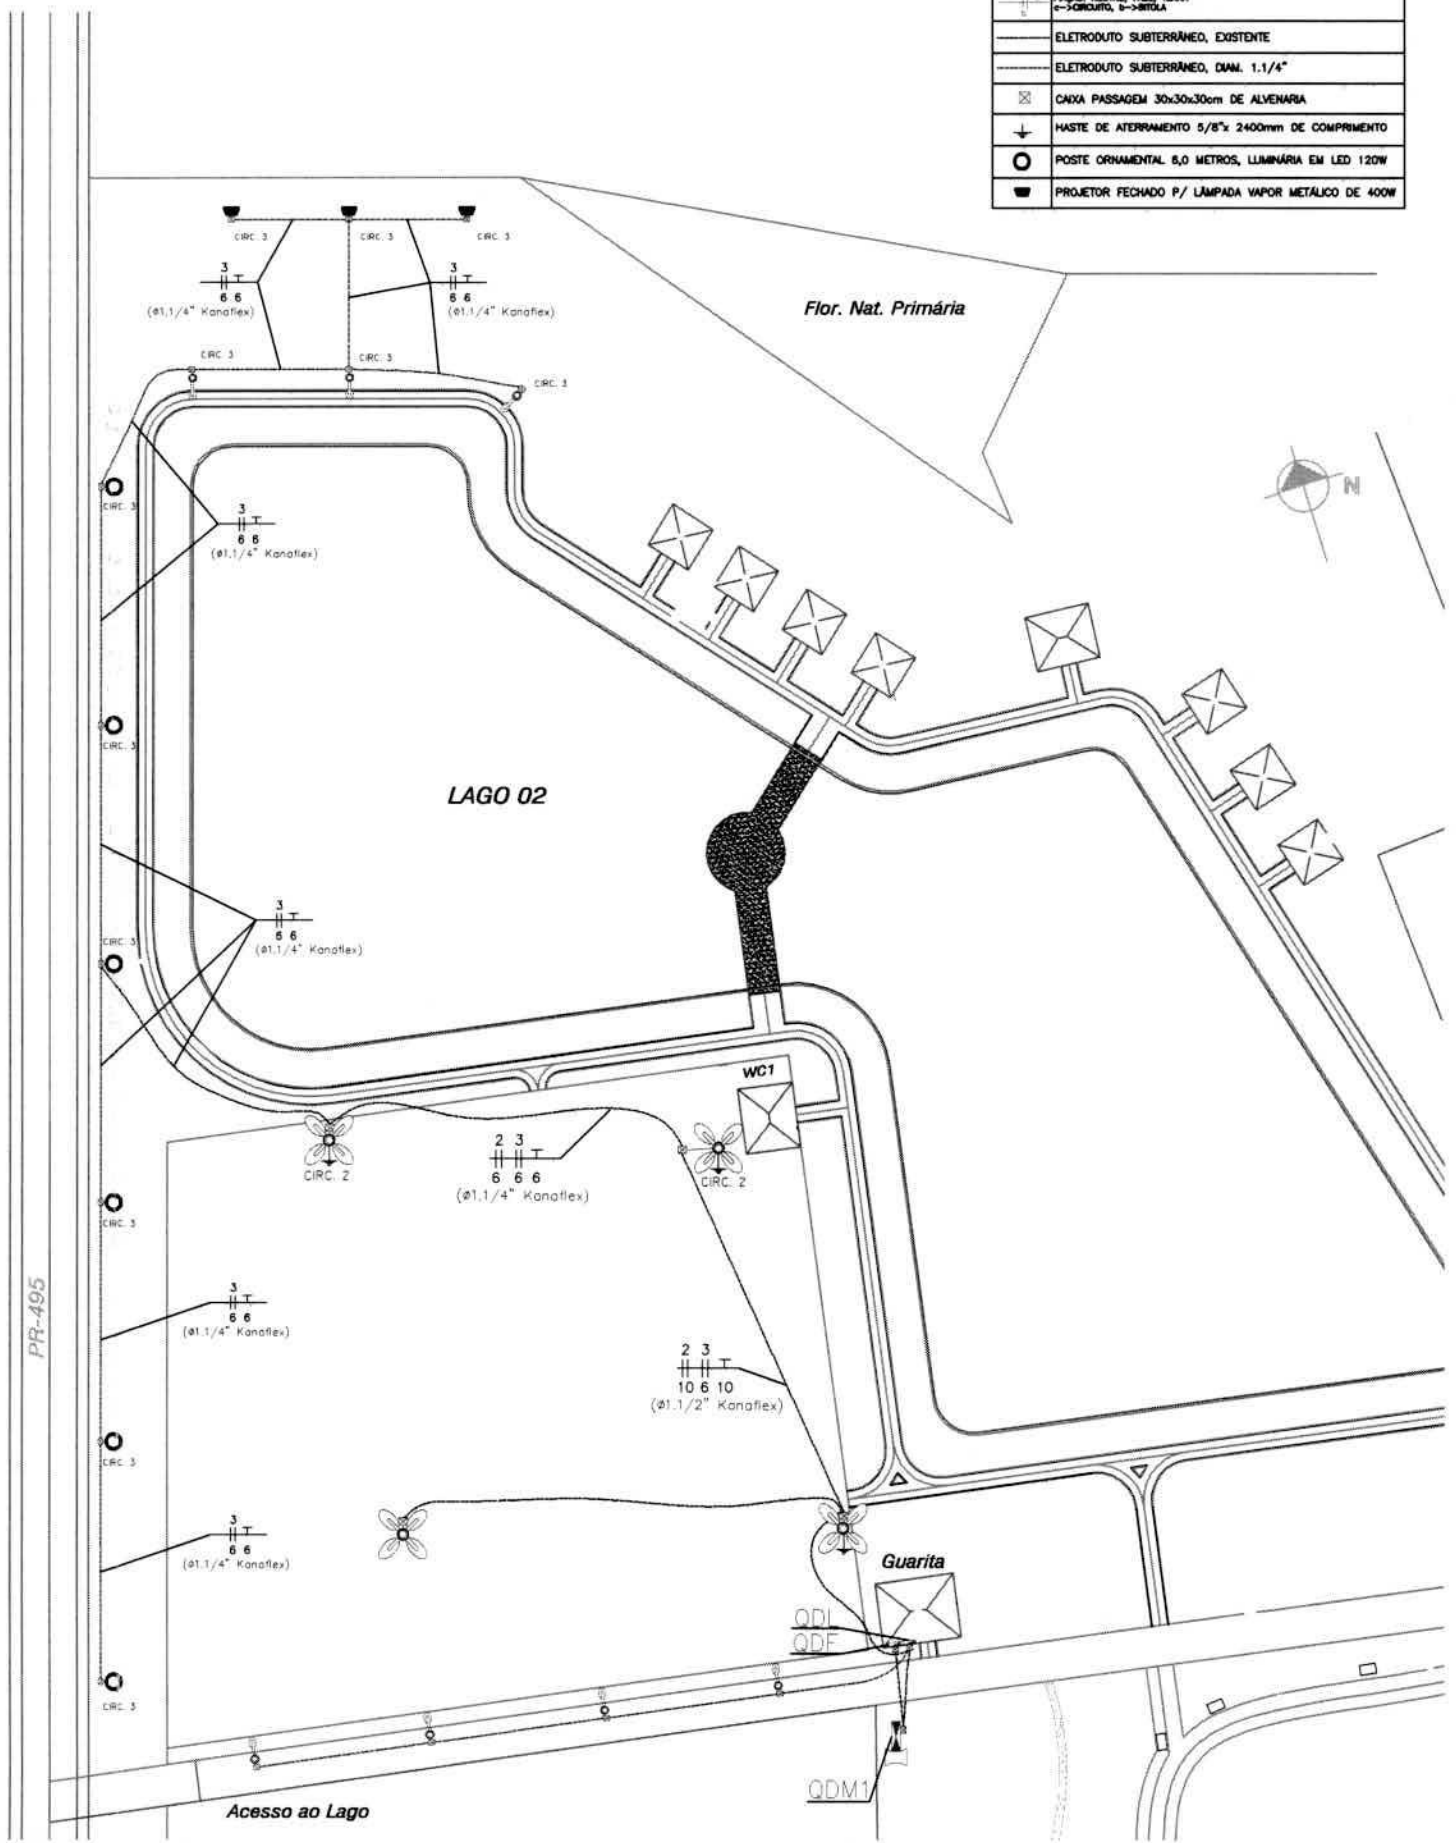 c->CIRCUITO, b->BITOLA
ELETRODUTO SUBTERRÂNEO, EXISTENTE
ELETRODUTO SUBTERRÂNEO, DIAM. 1.1/4"
CAIXA PASSAGEM 30x30x30cm DE ALVENARIA
HASTE DE ATERRAMENTO 5/8"x 2400mm DE COMPRIMENTO
POSTE ORNAMENTAL 6,0 METROS, LUMINÁRIA EM LED 120W
PROJETOR FECHADO P/ LÂMPADA VAPOR METÁLICO DE 400W
CIRC. 3
CIRC. 3
CIRC. 3
3
6 6
(ø1.1/4" Kanaflex)
3
6 6
(ø1.1/4" Kanaflex)
Flor. Nat. Primária
CIRC. 3
CIRC. 3
CIRC. 3
CIRC. 3
3
6 6
(ø1.1/4" Kanaflex)
N
CIRC. 3
LAGO 02
3
6 6
(ø1.1/4" Kanaflex)
CIRC. 3
WC1
CIRC. 2
2 3
6 6 6
(ø1.1/4" Kanaflex)
CIRC. 2
CIRC. 3
3
6 6
(ø1.1/4" Kanaflex)
PR-495
2 3
10 6 10
(ø1.1/2" Kanaflex)
CIRC. 3
3
6 6
(ø1.1/4" Kanaflex)
Guarita
QDL
QDF
CIRC. 3
QDM1
Acesso ao Lago